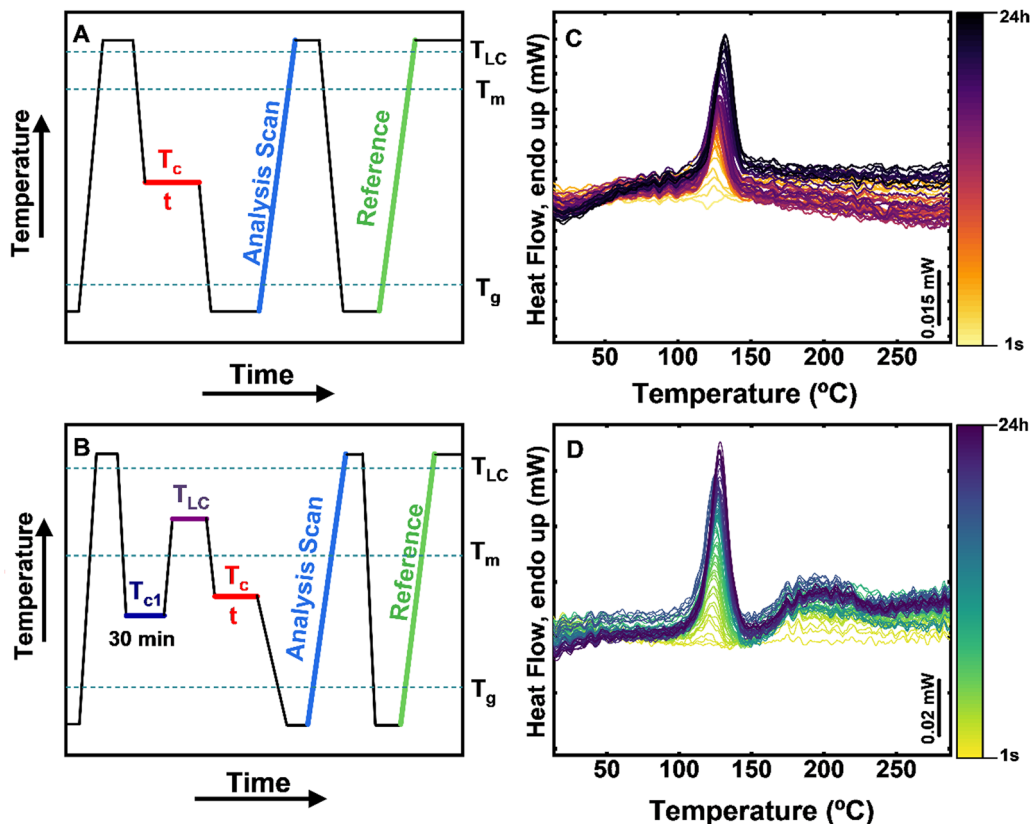 A
T_LC
T_m
T_c
t
Analysis Scan
Reference
T_g
Temperature
Time
C
24h
1s
Heat Flow, endo up (mW)
0.015 mW
50 100 150 200 250
Temperature (ºC)
B
T_LC
T_LC
T_m
T_c1
30 min
T_c
t
Analysis Scan
Reference
T_g
Temperature
Time
D
24h
1s
Heat Flow, endo up (mW)
0.02 mW
50 100 150 200 250
Temperature (ºC)